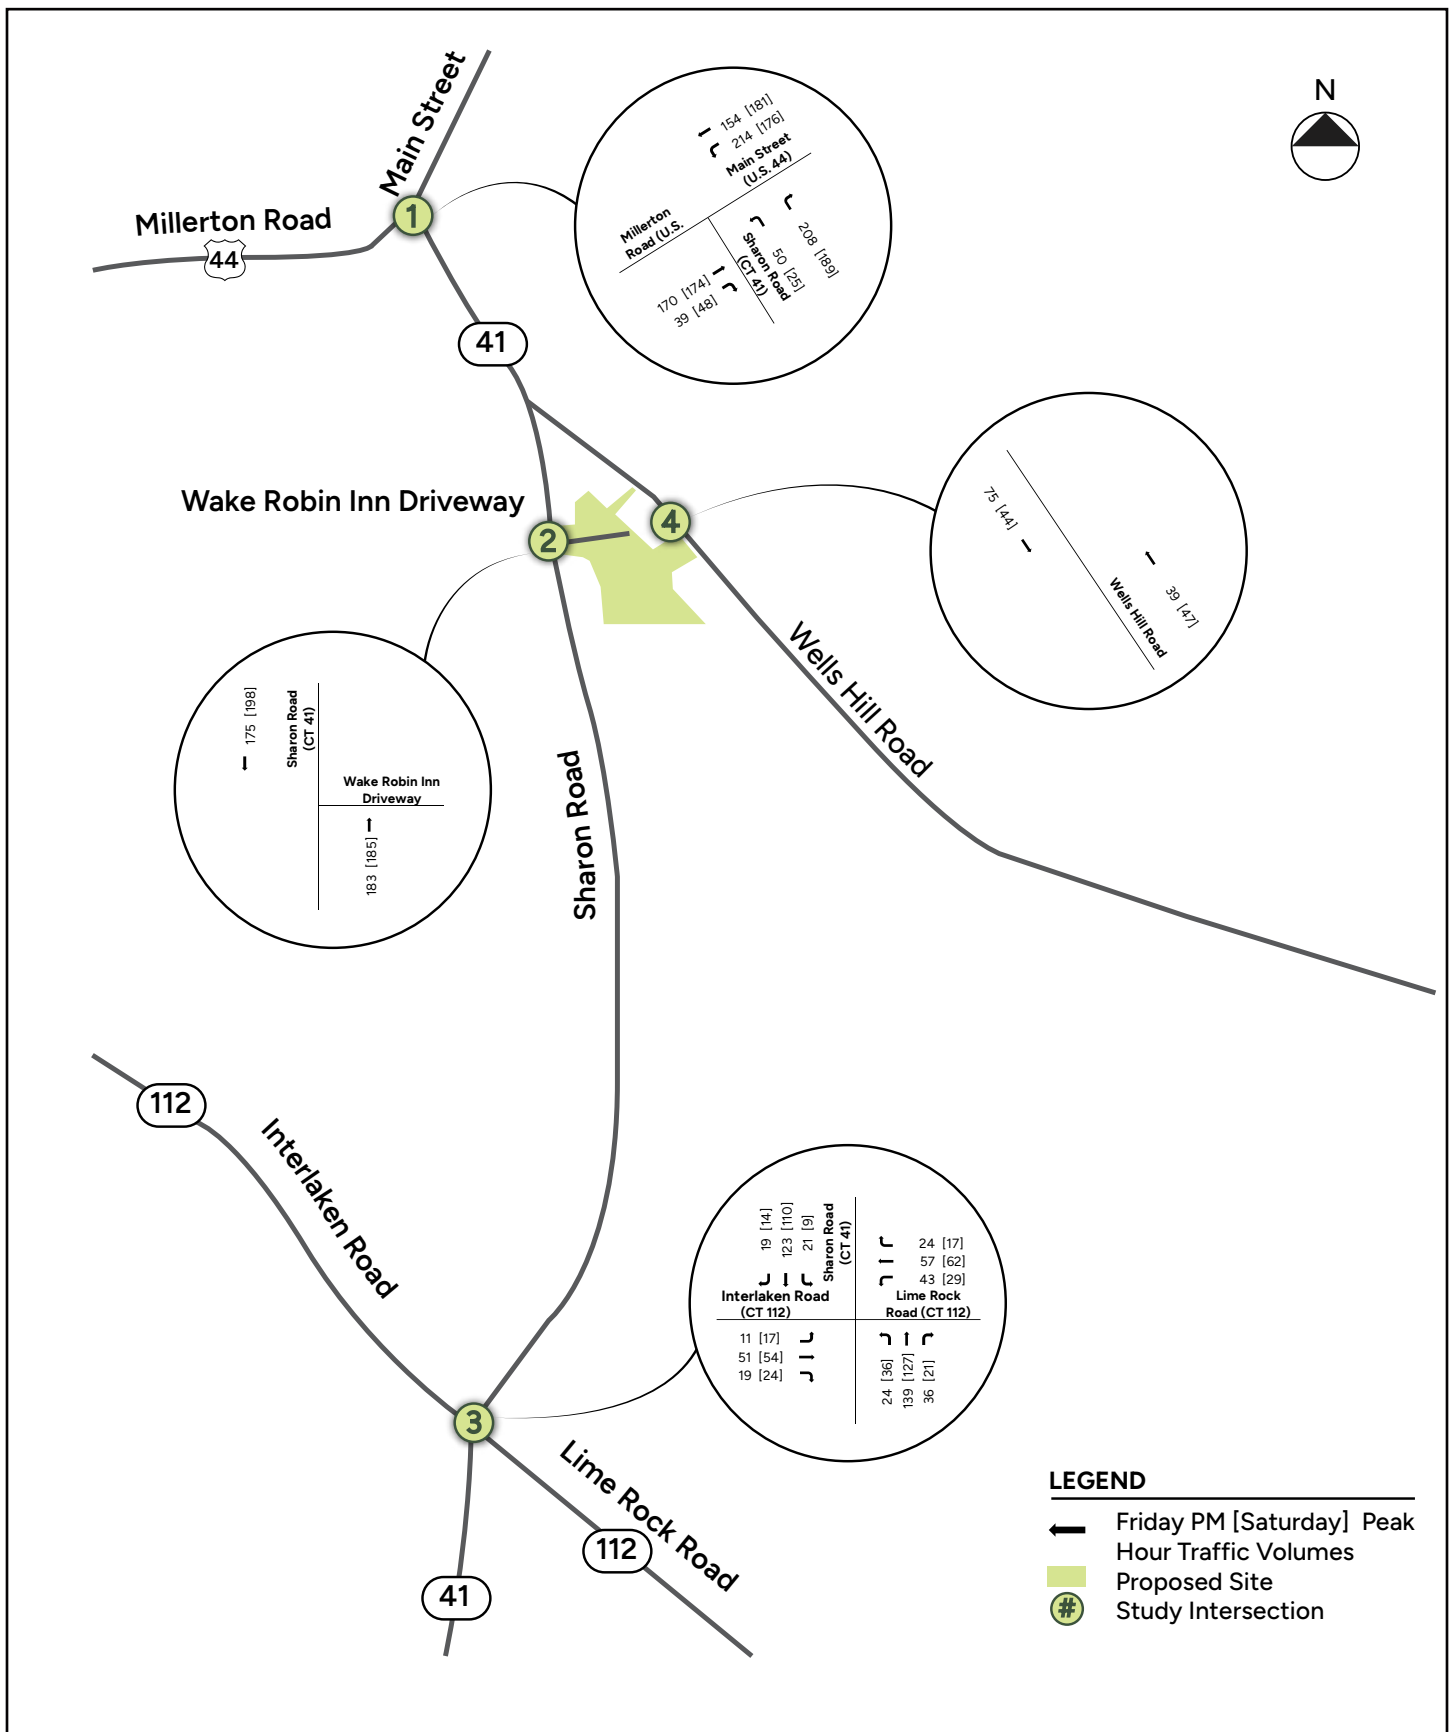 N
Main Street
1
Millerton Road
44
154 [181]
214 [176]
Main Street
(U.S. 44)
Millerton
Road (U.S.
Sharon Road
(CT 41)
50 [25]
208 [189]
170 [174]
39 [48]
41
Wake Robin Inn Driveway
2
4
75 [44]
39 [47]
Wells Hill Road
Wells Hill Road
175 [198]
Sharon Road
(CT 41)
Wake Robin Inn
Driveway
183 [185]
Sharon Road
112
Interlaken Road
19 [14]
123 [110]
21 [9]
Sharon Road
(CT 41)
24 [17]
57 [62]
43 [29]
Interlaken Road
(CT 112)
Lime Rock
Road (CT 112)
11 [17]
51 [54]
19 [24]
24 [36]
139 [127]
36 [21]
3
Lime Rock Road
112
41
LEGEND
Friday PM [Saturday] Peak
Hour Traffic Volumes
Proposed Site
# Study Intersection